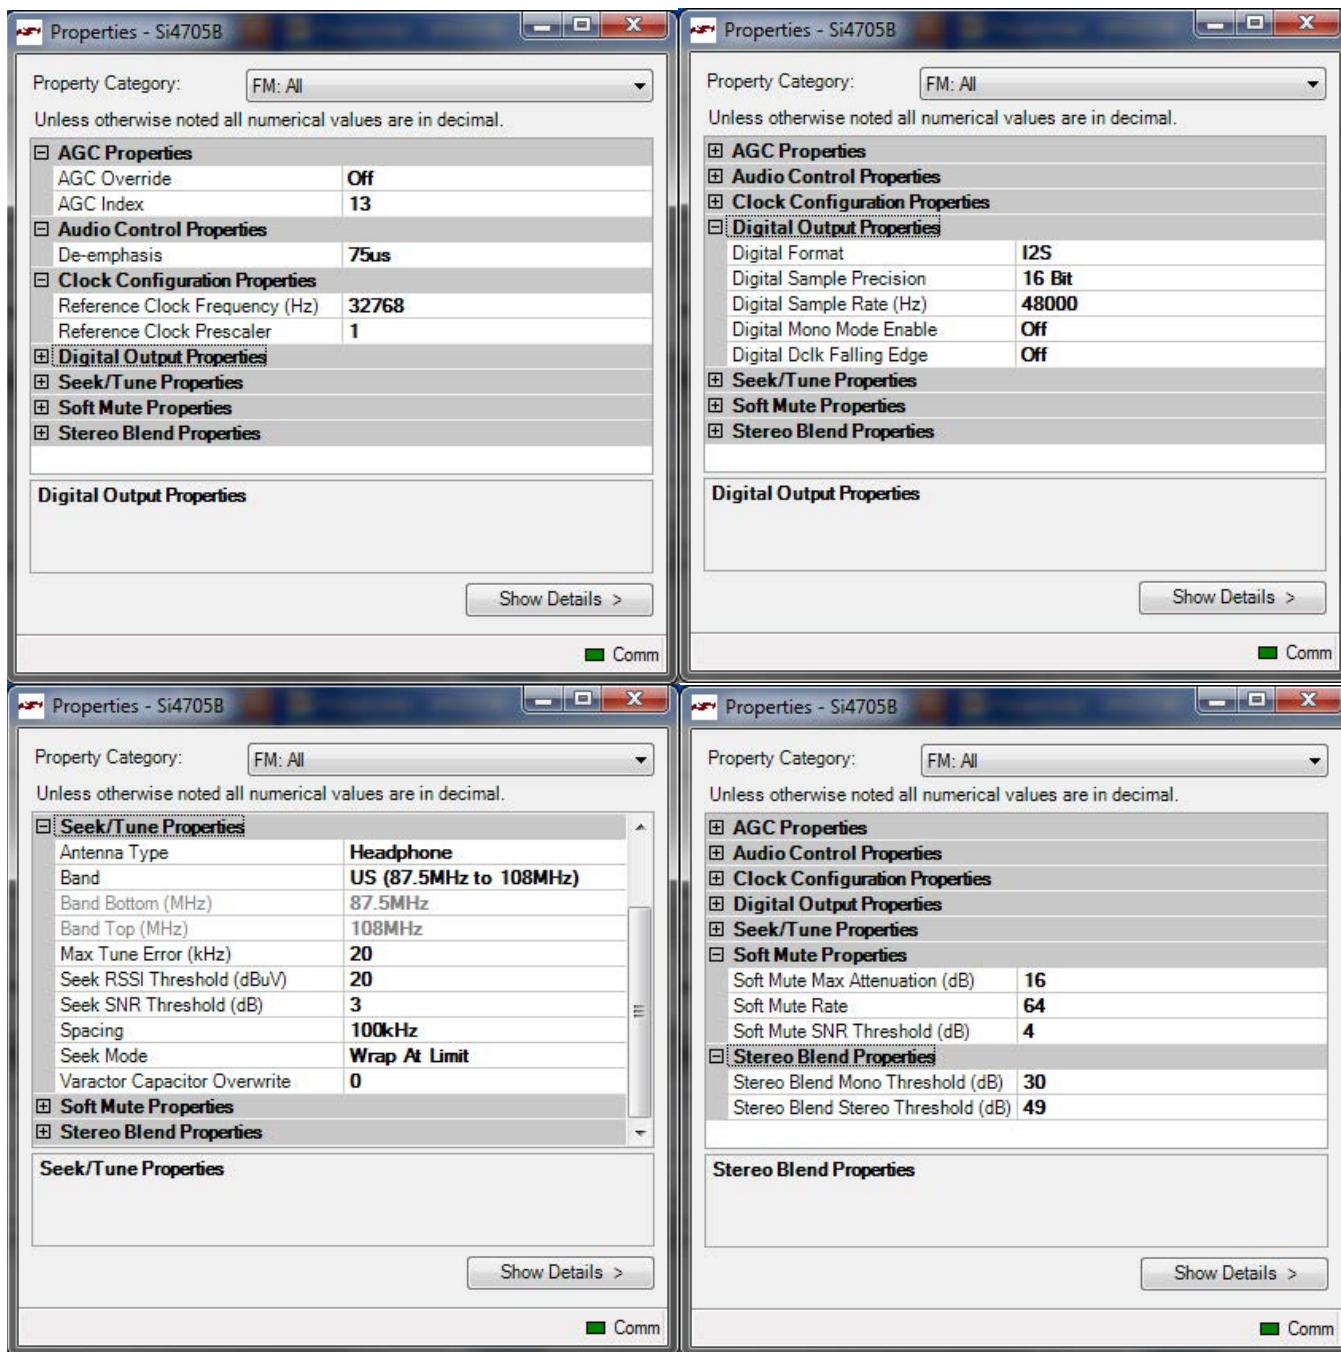 Properties - Si4705B
Property Category: FM: All
Unless otherwise noted all numerical values are in decimal.
AGC Properties
AGC Override Off
AGC Index 13
Audio Control Properties
De-emphasis 75us
Clock Configuration Properties
Reference Clock Frequency (Hz) 32768
Reference Clock Prescaler 1
Digital Output Properties
Seek/Tune Properties
Soft Mute Properties
Stereo Blend Properties
Digital Output Properties
Show Details >
Comm
Properties - Si4705B
Property Category: FM: All
Unless otherwise noted all numerical values are in decimal.
AGC Properties
Audio Control Properties
Clock Configuration Properties
Digital Output Properties
Digital Format I2S
Digital Sample Precision 16 Bit
Digital Sample Rate (Hz) 48000
Digital Mono Mode Enable Off
Digital Dclk Falling Edge Off
Seek/Tune Properties
Soft Mute Properties
Stereo Blend Properties
Digital Output Properties
Show Details >
Comm
Properties - Si4705B
Property Category: FM: All
Unless otherwise noted all numerical values are in decimal.
Seek/Tune Properties
Antenna Type Headphone
Band US (87.5MHz to 108MHz)
Band Bottom (MHz) 87.5MHz
Band Top (MHz) 108MHz
Max Tune Error (kHz) 20
Seek RSSI Threshold (dBuV) 20
Seek SNR Threshold (dB) 3
Spacing 100kHz
Seek Mode Wrap At Limit
Varactor Capacitor Overwrite 0
Soft Mute Properties
Stereo Blend Properties
Seek/Tune Properties
Show Details >
Comm
Properties - Si4705B
Property Category: FM: All
Unless otherwise noted all numerical values are in decimal.
AGC Properties
Audio Control Properties
Clock Configuration Properties
Digital Output Properties
Seek/Tune Properties
Soft Mute Properties
Soft Mute Max Attenuation (dB) 16
Soft Mute Rate 64
Soft Mute SNR Threshold (dB) 4
Stereo Blend Properties
Stereo Blend Mono Threshold (dB) 30
Stereo Blend Stereo Threshold (dB) 49
Stereo Blend Properties
Show Details >
Comm